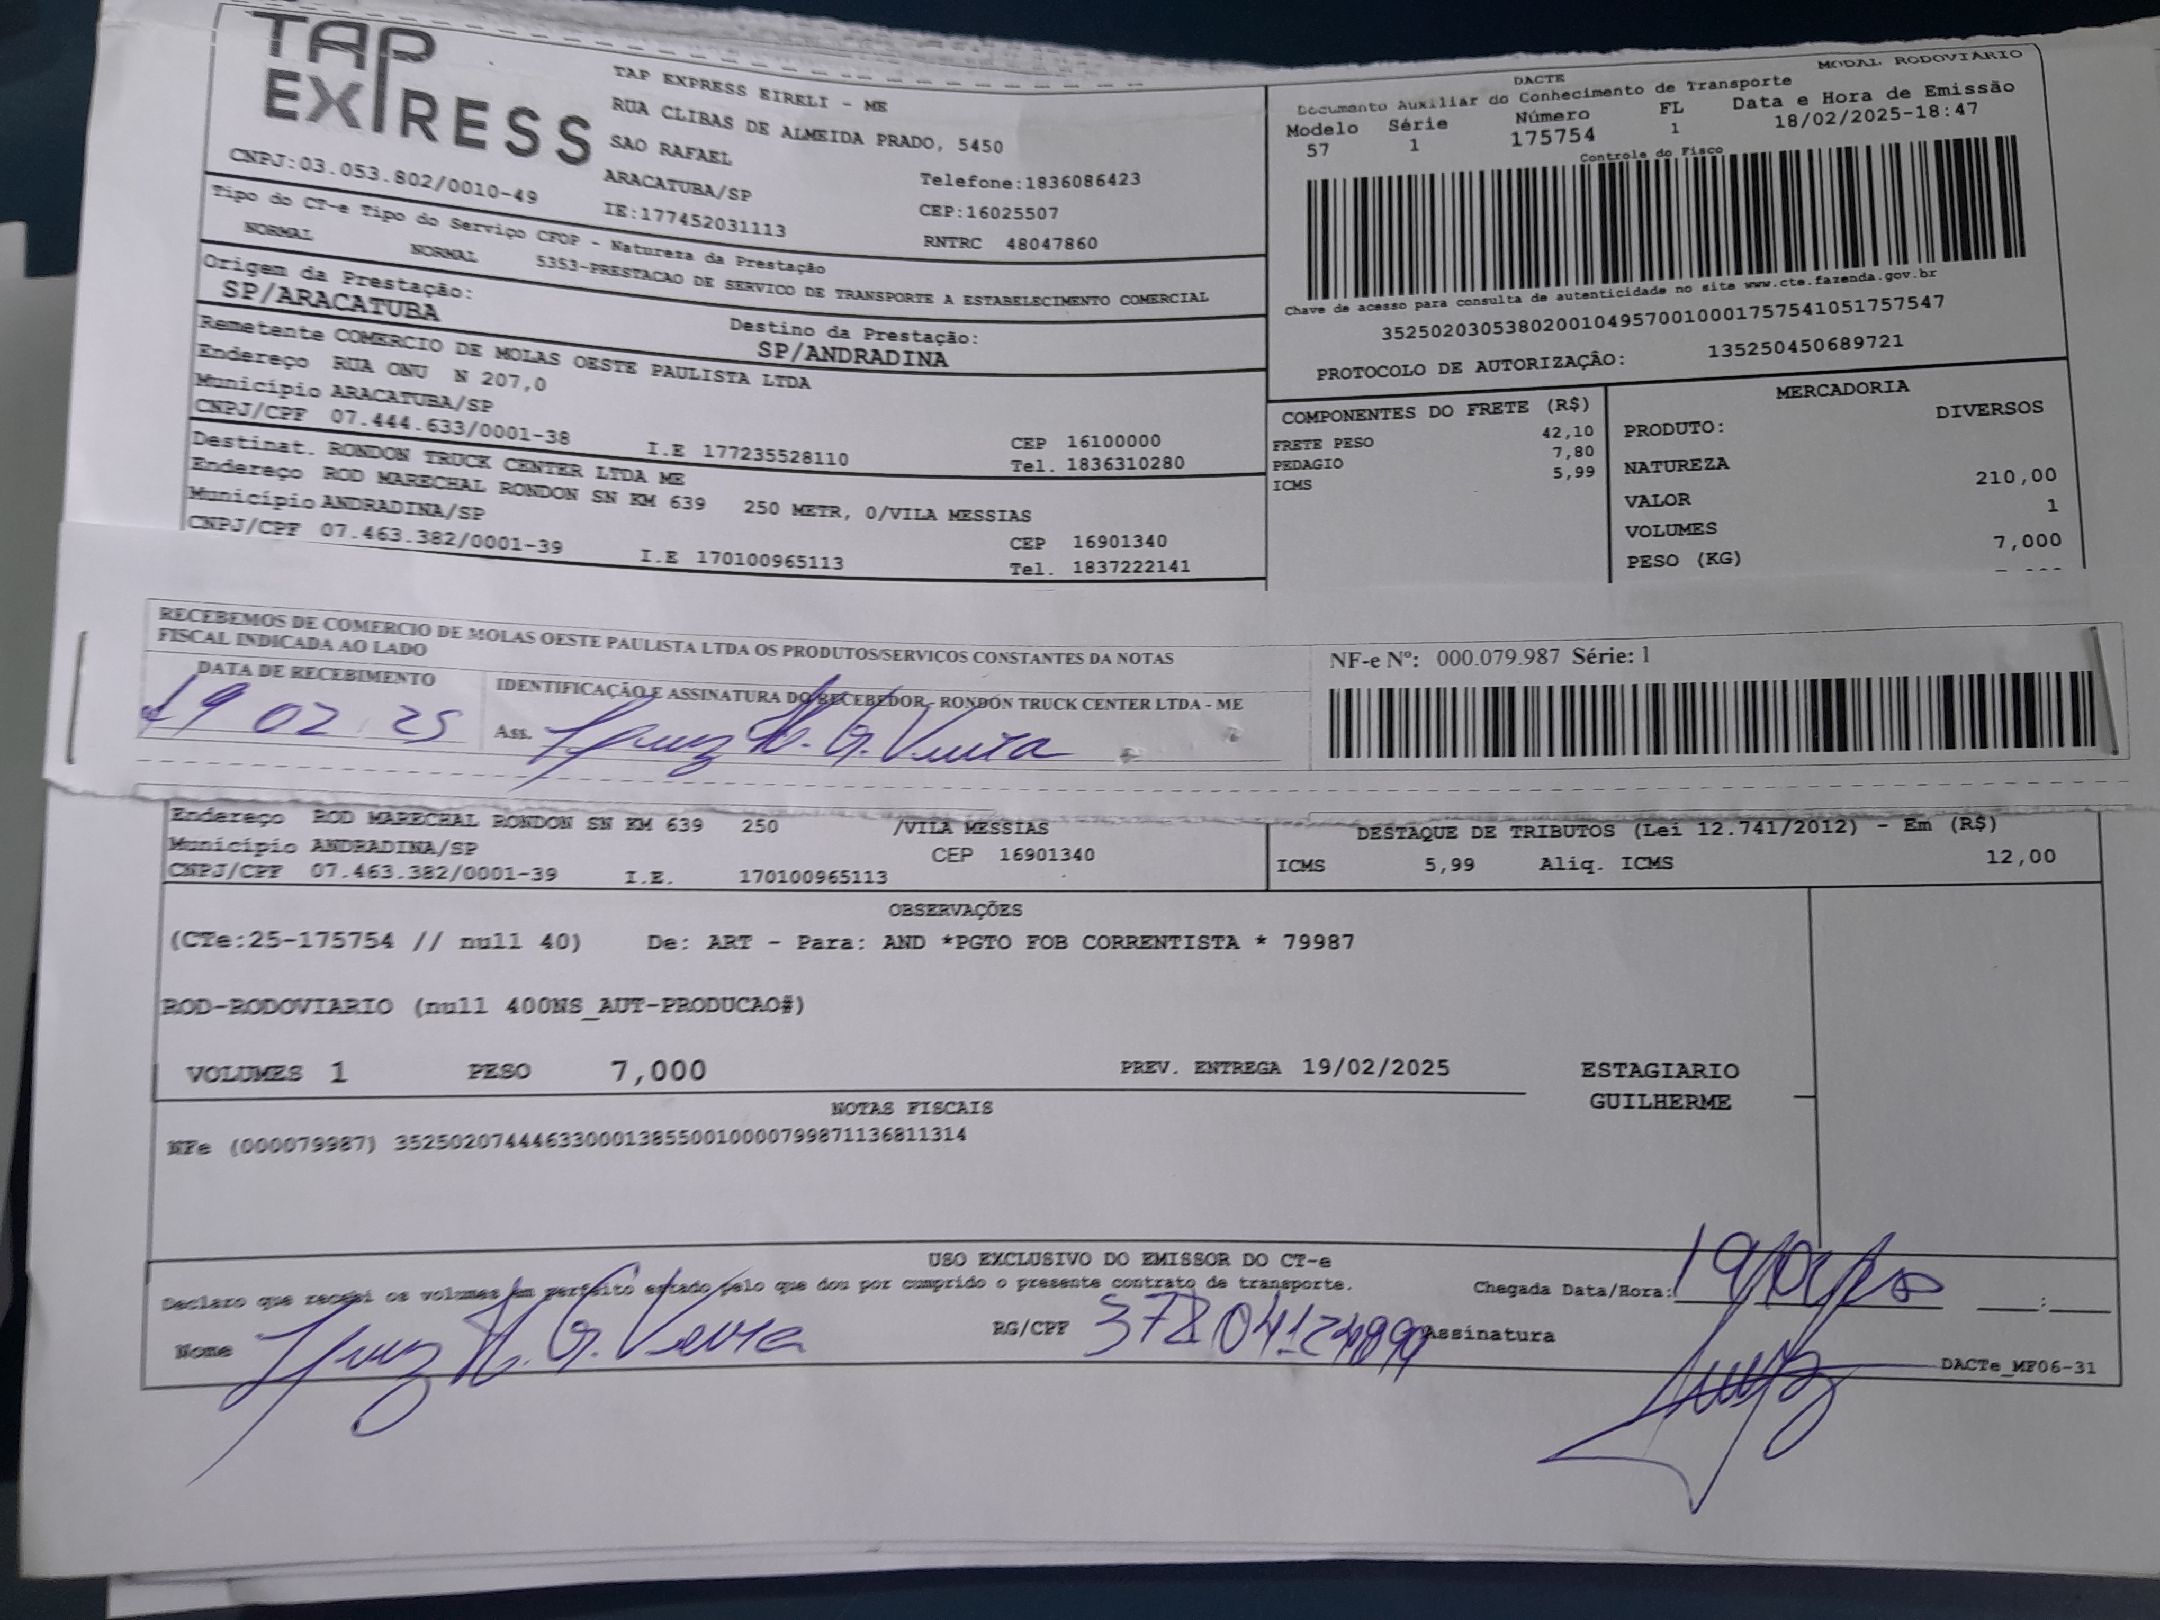 TAP EXPRESS
TAP EXPRESS EIRELI - ME
RUA CLIBAS DE ALMEIDA PRADO, 5450
SAO RAFAEL
ARACATUBA/SP
Telefone:1836086423
CEP:16025507
CNPJ:03.053.802/0010-49
IE:177452031113
RNTRC 48047860
Tipo do CT-e Tipo do Serviço CFOP - Natureza da Prestação
NORMAL NORMAL 5353-PRESTACAO DE SERVICO DE TRANSPORTE A ESTABELECIMENTO COMERCIAL
Origem da Prestação:
SP/ARACATUBA
Destino da Prestação:
SP/ANDRADINA
Remetente COMERCIO DE MOLAS OESTE PAULISTA LTDA
Endereço RUA ONU N 207,0
Município ARACATUBA/SP
CEP 16100000
CNPJ/CPF 07.444.633/0001-38 I.E 177235528110 Tel. 1836310280
Destinat. RONDON TRUCK CENTER LTDA ME
Endereço ROD MARECHAL RONDON SN KM 639 250 METR, 0/VILA MESSIAS
Município ANDRADINA/SP
CEP 16901340
CNPJ/CPF 07.463.382/0001-39 I.E 170100965113 Tel. 1837222141
MODAL RODOVIARIO
DACTE
Documento Auxiliar do Conhecimento de Transporte
Modelo Série Número FL Data e Hora de Emissão
57 1 175754 1 18/02/2025-18:47
Controle do Fisco
Chave de acesso para consulta de autenticidade no site www.cte.fazenda.gov.br
35250203053802001049570010001757541051757547
PROTOCOLO DE AUTORIZAÇÃO: 135250450689721
COMPONENTES DO FRETE (R$)
FRETE PESO 42,10
PEDAGIO 7,80
ICMS 5,99
MERCADORIA
PRODUTO: DIVERSOS
NATUREZA
VALOR 210,00
VOLUMES 1
PESO (KG) 7,000
RECEBEMOS DE COMERCIO DE MOLAS OESTE PAULISTA LTDA OS PRODUTOS/SERVIÇOS CONSTANTES DA NOTAS
FISCAL INDICADA AO LADO
DATA DE RECEBIMENTO
19 02 25
IDENTIFICAÇÃO E ASSINATURA DO RECEBEDOR - RONDON TRUCK CENTER LTDA - ME
Ass.
NF-e Nº: 000.079.987 Série: 1
Endereço ROD MARECHAL RONDON SN KM 639 250 /VILA MESSIAS
Município ANDRADINA/SP CEP 16901340
CNPJ/CPF 07.463.382/0001-39 I.E. 170100965113
DESTAQUE DE TRIBUTOS (Lei 12.741/2012) - Em (R$)
ICMS 5,99 Aliq. ICMS 12,00
OBSERVAÇÕES
(CTe:25-175754 // null 40) De: ART - Para: AND *PGTO FOB CORRENTISTA * 79987
ROD-RODOVIARIO (null 400NS_AUT-PRODUCAO#)
VOLUMES 1 PESO 7,000 PREV. ENTREGA 19/02/2025 ESTAGIARIO
GUILHERME
NOTAS FISCAIS
NFe (000079987) 35250207444633000138550010000799871136811314
USO EXCLUSIVO DO EMISSOR DO CT-e
Declaro que recebi os volumes em perfeito estado pelo que dou por cumprido o presente contrato de transporte.
Chegada Data/Hora:
Nome
RG/CPF
Assinatura
DACTe_MF06-31